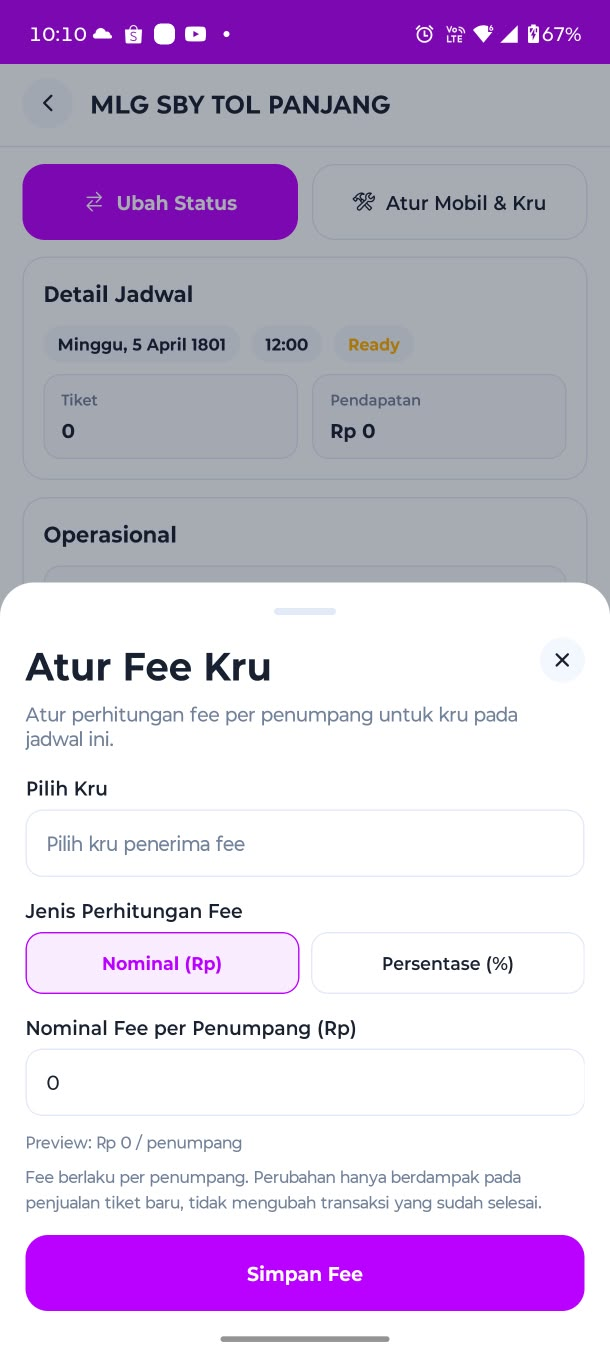 10:10
67%
MLG SBY TOL PANJANG
Ubah Status
Atur Mobil & Kru
Detail Jadwal
Minggu, 5 April 1801
12:00
Ready
Tiket
Pendapatan
0
Rp 0
Operasional
Atur Fee Kru
Atur perhitungan fee per penumpang untuk kru pada
jadwal ini.
Pilih Kru
Pilih kru penerima fee
Jenis Perhitungan Fee
Nominal (Rp)
Persentase (%)
Nominal Fee per Penumpang (Rp)
0
Preview: Rp 0 / penumpang
Fee berlaku per penumpang. Perubahan hanya berdampak pada
penjualan tiket baru, tidak mengubah transaksi yang sudah selesai.
Simpan Fee